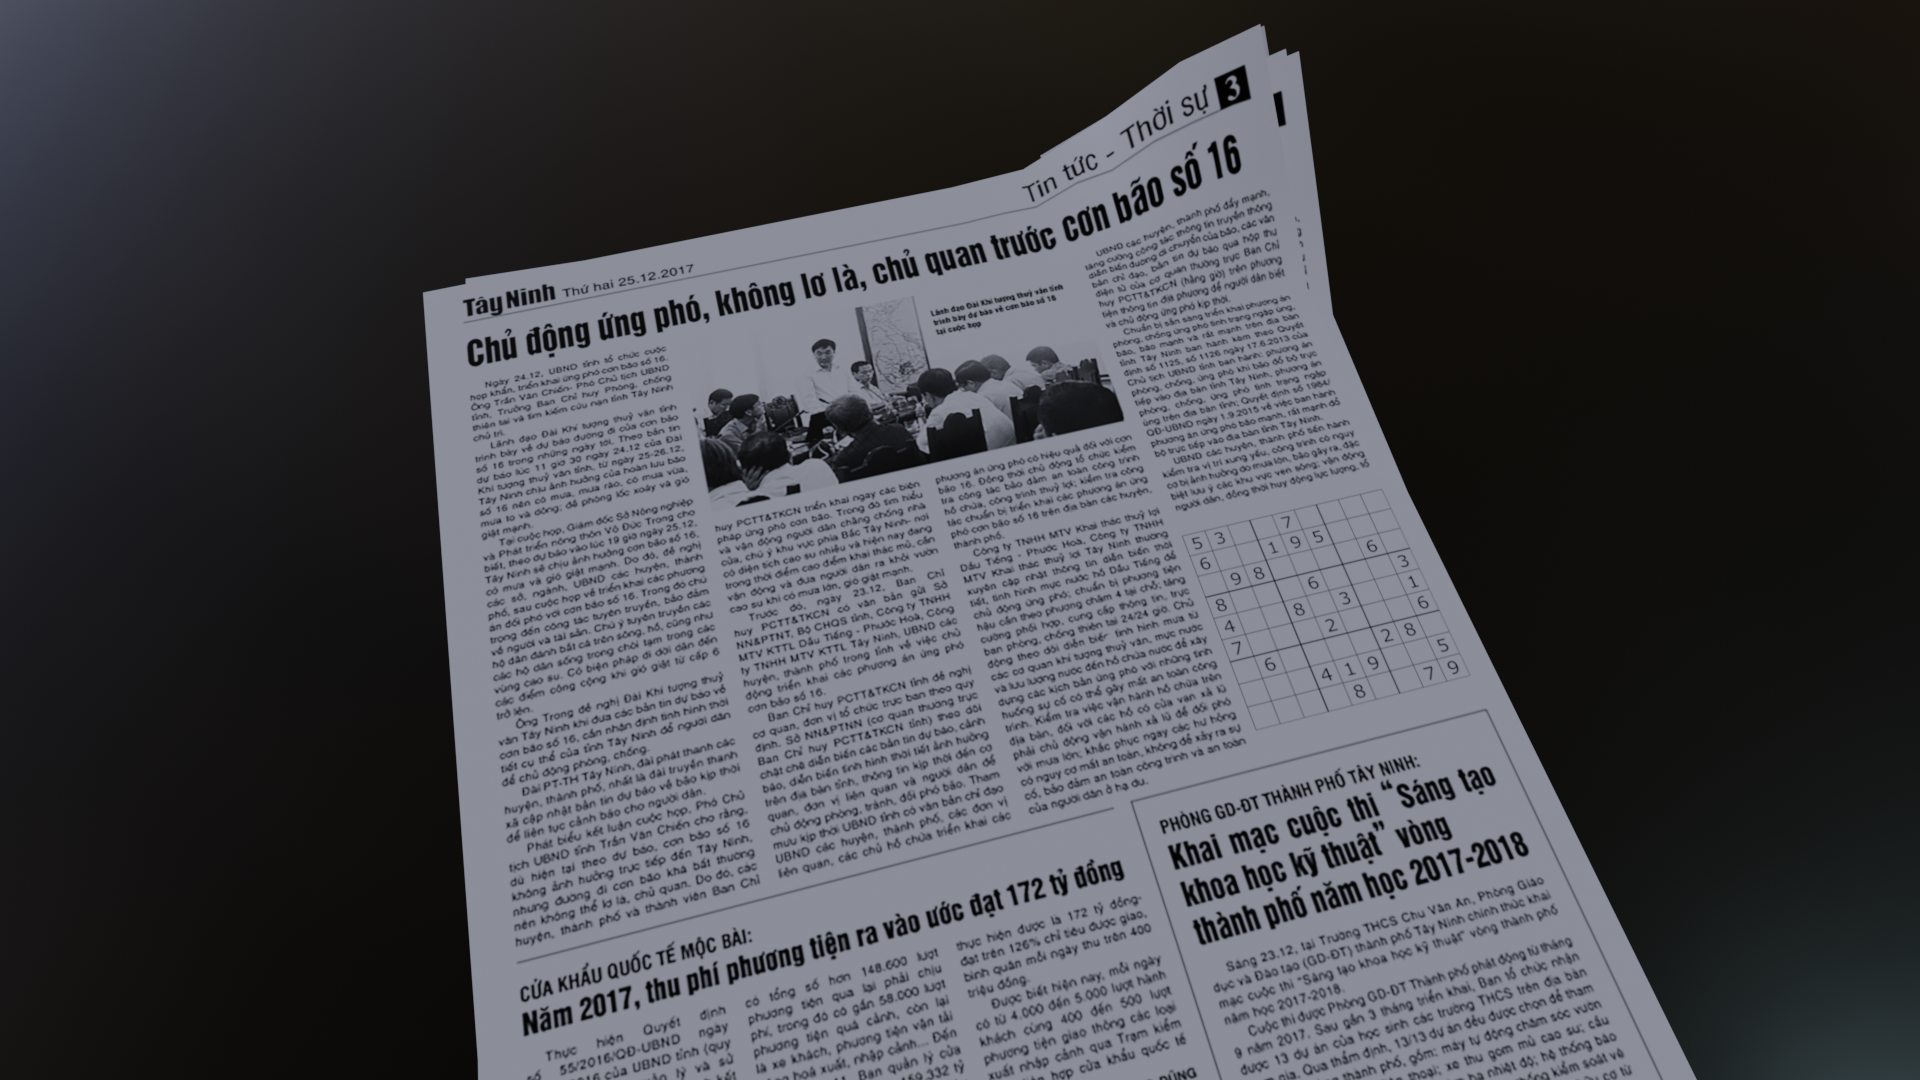 Tin tức - Thời sự 3
Tây Ninh Thứ hai 25.12.2017
Chủ động ứng phó, không lơ là, chủ quan trước cơn bão số 16
Lãnh đạo Đài Khí tượng thuỷ văn tỉnh
trình bày dự báo về cơn bão số 16
tại cuộc họp
Ngày 24.12, UBND tỉnh tổ chức cuộc
họp khẩn, triển khai ứng phó cơn bão số 16.
Ông Trần Văn Chiến- Phó Chủ tịch UBND
tỉnh, Trưởng Ban Chỉ huy Phòng, chống
thiên tai và tìm kiếm cứu nạn tỉnh Tây Ninh
chủ trì.
Lãnh đạo Đài Khí tượng thuỷ văn tỉnh
trình bày về dự báo đường đi của cơn bão
số 16 trong những ngày tới. Theo bản tin
dự báo lúc 11 giờ 30 ngày 24.12 của Đài
Khí tượng thuỷ văn tỉnh, từ ngày 25-26.12,
Tây Ninh chịu ảnh hưởng của hoàn lưu bão
số 16 nên có mưa, mưa rào, có mưa vừa,
mưa to và dông; đề phòng lốc xoáy và gió
giật mạnh.
Tại cuộc họp, Giám đốc Sở Nông nghiệp
và Phát triển nông thôn Võ Đức Trong cho
biết, theo dự báo vào lúc 19 giờ ngày 25.12,
Tây Ninh sẽ chịu ảnh hưởng cơn bão số 16,
có mưa và gió giật mạnh. Do đó, đề nghị
các sở, ngành, UBND các huyện, thành
phố, sau cuộc họp về triển khai các phương
án đối phó với cơn bão số 16. Trong đó chú
trọng đến công tác tuyên truyền, bảo đảm
về người và tài sản. Chú ý tuyên truyền các
hộ dân đánh bắt cá trên sông, hồ, cũng như
các hộ dân sống trong chòi tạm trong các
vùng cao su. Có biện pháp di dời dân đến
các điểm công cộng khi gió giật từ cấp 6
trở lên.
Ông Trong đề nghị Đài Khí tượng thuỷ
văn Tây Ninh khi đưa các bản tin dự báo về
cơn bão số 16, cần nhận định tình hình thời
tiết cụ thể của tỉnh Tây Ninh để người dân
để chủ động phòng, chống.
Đài PT-TH Tây Ninh, đài phát thanh các
huyện, thành phố, nhất là đài truyền thanh
xã cập nhật bản tin dự báo về bão kịp thời
để liên tục cảnh báo cho người dân.
Phát biểu kết luận cuộc họp, Phó Chủ
tịch UBND tỉnh Trần Văn Chiến cho rằng,
dù hiện tại theo dự báo, cơn bão số 16
không ảnh hưởng trực tiếp đến Tây Ninh,
nhưng đường đi cơn bão khá bất thường
nên không thể lơ là, chủ quan. Do đó, các
huyện, thành phố và thành viên Ban Chỉ
huy PCTT&TKCN triển khai ngay các biện
pháp ứng phó cơn bão. Trong đó tìm hiểu
và vận động người dân chằng chống nhà
cửa, chú ý khu vực phía Bắc Tây Ninh- nơi
có diện tích cao su nhiều và hiện nay đang
trong thời điểm cao điểm khai thác mủ, cần
vận động và đưa người dân ra khỏi vườn
cao su khi có mưa lớn, gió giật mạnh.
Trước đó, ngày 23.12, Ban Chỉ
huy PCTT&TKCN có văn bản gửi Sở
NN&PTNT, Bộ CHQS tỉnh, Công ty TNHH
MTV KTTL Dầu Tiếng - Phước Hoà, Công
ty TNHH MTV KTTL Tây Ninh, UBND các
huyện, thành phố trong tỉnh về việc chủ
động triển khai các phương án ứng phó
cơn bão số 16.
Ban Chỉ huy PCTT&TKCN tỉnh đề nghị
cơ quan, đơn vị tổ chức trực ban theo quy
định. Sở NN&PTNN (cơ quan thường trực
Ban Chỉ huy PCTT&TKCN tỉnh) theo dõi
chặt chẽ diễn biến các bản tin dự báo, cảnh
báo, diễn biến tình hình thời tiết ảnh hưởng
trên địa bàn tỉnh, thông tin kịp thời đến cơ
quan, đơn vị liên quan và người dân để
chủ động phòng, tránh, đối phó bão. Tham
mưu kịp thời UBND tỉnh có văn bản chỉ đạo
UBND các huyện, thành phố, các đơn vị
liên quan, các chủ hồ chứa triển khai các
phương án ứng phó có hiệu quả đối với cơn
bão 16. Đồng thời chủ động tổ chức kiểm
tra công tác bảo đảm an toàn công trình
hồ chứa, công trình thuỷ lợi; kiểm tra công
tác chuẩn bị triển khai các phương án ứng
phó cơn bão số 16 trên địa bàn các huyện,
thành phố.
Công ty TNHH MTV Khai thác thuỷ lợi
Dầu Tiếng - Phước Hoà, Công ty TNHH
MTV Khai thác thuỷ lợi Tây Ninh thường
xuyên cập nhật thông tin diễn biến thời
tiết, tình hình mực nước hồ Dầu Tiếng để
chủ động ứng phó; chuẩn bị phương tiện
hậu cần theo phương châm 4 tại chỗ; tăng
cường phối hợp, cung cấp thông tin, trực
ban phòng, chống thiên tai 24/24 giờ. Chủ
động theo dõi diễn biến tình hình mưa từ
các cơ quan khí tượng thuỷ văn, mực nước
và lưu lượng nước đến hồ chứa nước để xây
dựng các kịch bản ứng phó với những tình
huống sự cố có thể gây mất an toàn công
trình. Kiểm tra việc vận hành hồ chứa trên
địa bàn, đối với các hồ có cửa van xả lũ
phải chủ động vận hành xả lũ để đối phó
với mưa lớn; khắc phục ngay các hư hỏng
có nguy cơ mất an toàn, không để xảy ra sự
cố, bảo đảm an toàn công trình và an toàn
của người dân ở hạ du.
UBND các huyện, thành phố đẩy mạnh,
tăng cường công tác thông tin truyền thông
diễn biến đường di chuyển của bão, các văn
bản chỉ đạo, bản tin dự báo qua hộp thư
điện tử của cơ quan thường trực Ban Chỉ
huy PCTT&TKCN (hằng giờ) trên phương
tiện thông tin địa phương để người dân biết
và chủ động ứng phó kịp thời.
Chuẩn bị sẵn sàng triển khai phương án
phòng, chống ứng phó tình trạng ngập úng,
bão, bão mạnh và rất mạnh trên địa bàn
tỉnh Tây Ninh ban hành kèm theo Quyết
định số 1125, số 1126 ngày 17.6.2013 của
Chủ tịch UBND tỉnh ban hành; phương án
phòng, chống, ứng phó khi bão đổ bộ trực
tiếp vào địa bàn tỉnh Tây Ninh, phương án
phòng, chống, ứng phó tình trạng ngập
úng trên địa bàn tỉnh; Quyết định số 1984/
QĐ-UBND ngày 1.9.2015 về việc ban hành
phương án ứng phó bão mạnh, rất mạnh đổ
bộ trực tiếp vào địa bàn tỉnh Tây Ninh.
UBND các huyện, thành phố tiến hành
kiểm tra vị trí xung yếu, công trình có nguy
cơ bị ảnh hưởng do mưa lớn, bão gây ra, đặc
biệt lưu ý các khu vực ven sông; vận động
người dân, đồng thời huy động lực lượng, tổ
5 3 7
6 1 9 5
9 8 6
8 6 3
4 8 3 1
7 2 6
6 2 8
4 1 9 5
8 7 9
CỬA KHẨU QUỐC TẾ MỘC BÀI:
Năm 2017, thu phí phương tiện ra vào ước đạt 172 tỷ đồng
Thực hiện Quyết định
số 55/2016/QĐ-UBND ngày
2016 của UBND tỉnh (quy
lý và sử
có tổng số hơn 148.600 lượt
phương tiện qua lại phải chịu
phí, trong đó có gần 58.000 lượt
phương tiện quá cảnh, còn lại
là xe khách, phương tiện vận tải
hoá xuất, nhập cảnh... Đến
Ban quản lý cửa
159.332 tỷ
thực hiện được là 172 tỷ đồng-
đạt trên 126% chỉ tiêu được giao,
bình quân mỗi ngày thu trên 400
triệu đồng.
Được biết hiện nay, mỗi ngày
có từ 4.000 đến 5.000 lượt hành
khách cùng 400 đến 500 lượt
phương tiện giao thông các loại
xuất nhập cảnh qua Trạm kiểm
hợp cửa khẩu quốc tế
DŨNG
PHÒNG GD-ĐT THÀNH PHỐ TÂY NINH:
Khai mạc cuộc thi “Sáng tạo
khoa học kỹ thuật” vòng
thành phố năm học 2017-2018
Sáng 23.12, tại Trường THCS Chu Văn An, Phòng Giáo
dục và Đào tạo (GD-ĐT) thành phố Tây Ninh chính thức khai
mạc cuộc thi “Sáng tạo khoa học kỹ thuật” vòng thành phố
năm học 2017-2018.
Cuộc thi được Phòng GD-ĐT Thành phố phát động từ tháng
9 năm 2017. Sau gần 3 tháng triển khai, Ban tổ chức nhận
được 13 dự án của học sinh các trường THCS trên địa bàn
gia. Qua thẩm định, 13/13 dự án đều được chọn để tham
thành phố, gồm: máy tự động chăm sóc vườn
thoại; xe thu gom mủ cao su; cầu
hạ nhiệt độ; hệ thống báo
thống kiểm soát vé